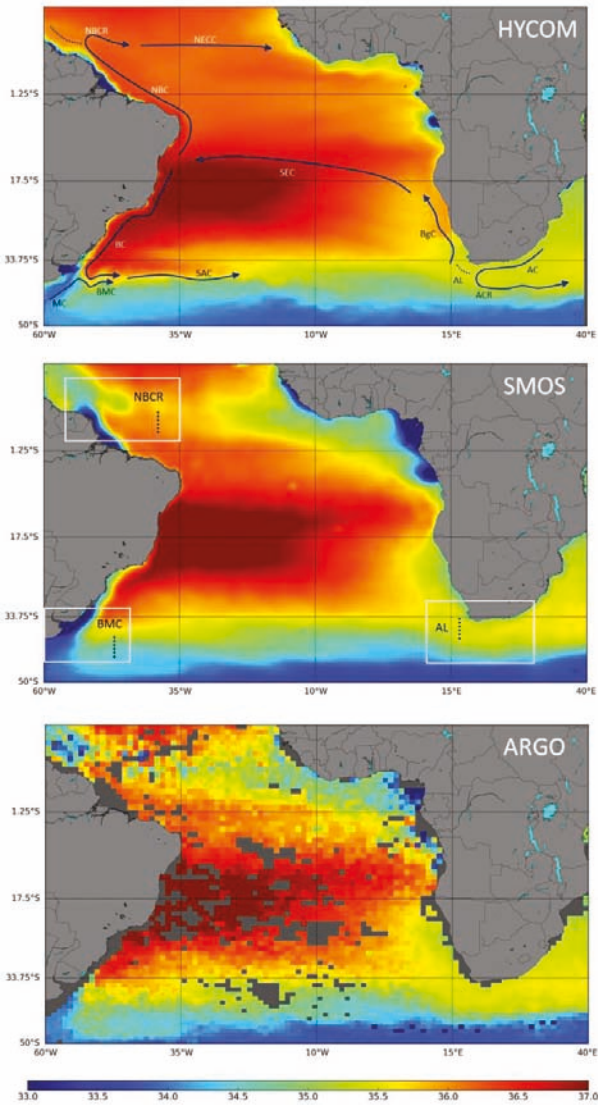 HYCOM
NBCR
NECC
NBC
1.25°S
SEC
17.5°S
BC
BgC
33.75°S
SAC
AL
AC
MC
BMC
ACR
50°S
60°W 35°W 10°W 15°E 40°E
SMOS
NBCR
1.25°S
17.5°S
33.75°S
BMC
AL
50°S
60°W 35°W 10°W 15°E 40°E
ARGO
1.25°S
17.5°S
33.75°S
50°S
60°W 35°W 10°W 15°E 40°E
33.0 33.5 34.0 34.5 35.0 35.5 36.0 36.5 37.0